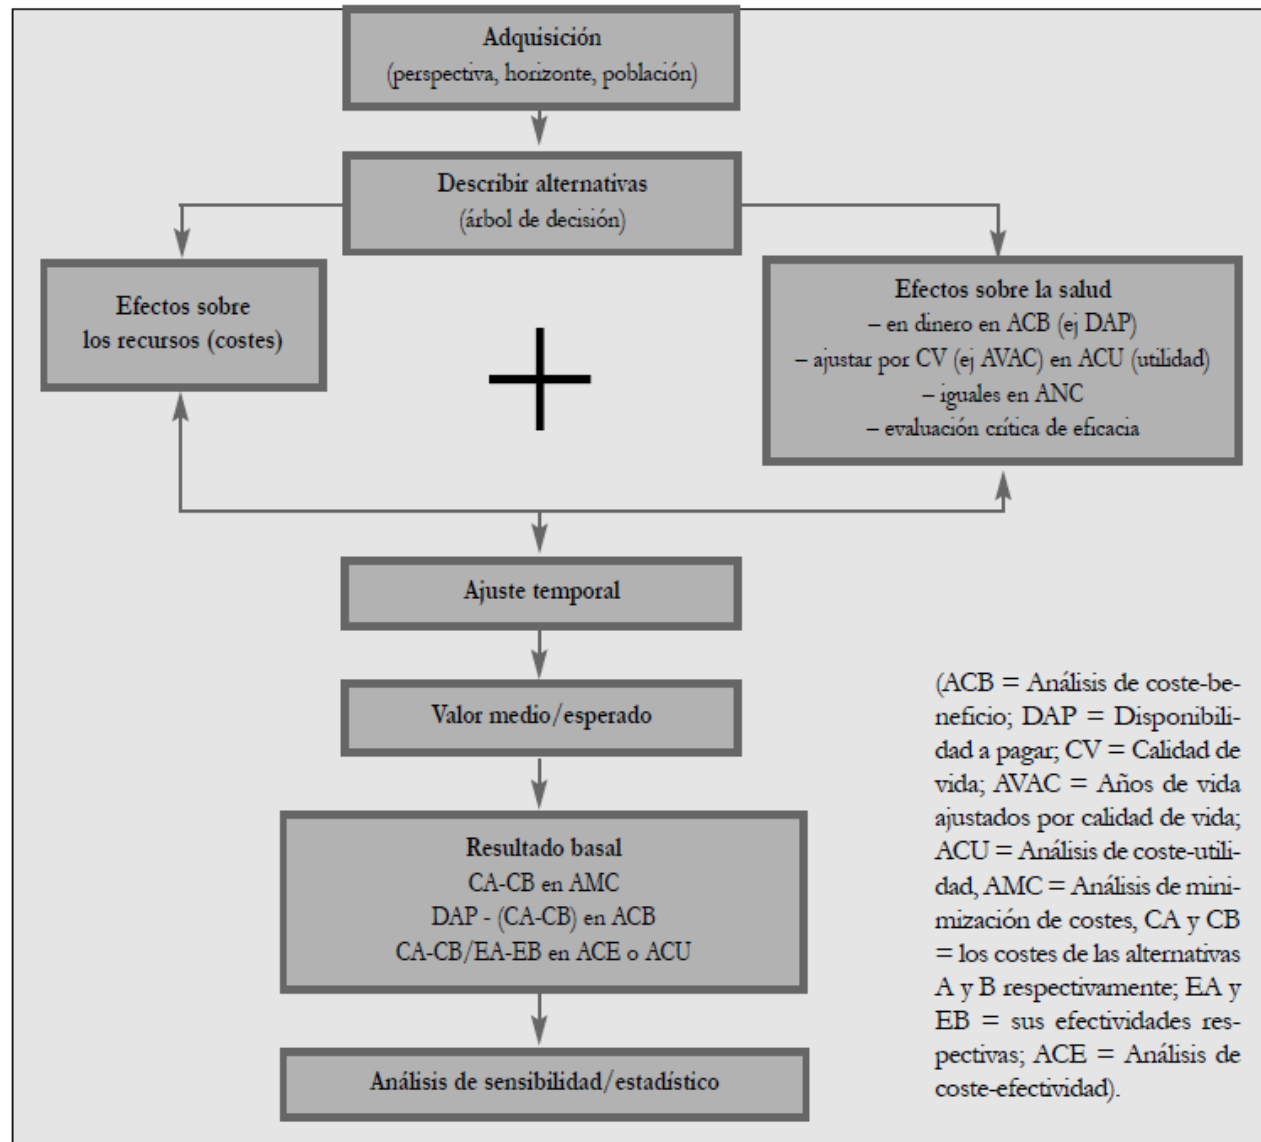 Adquisición
(perspectiva, horizonte, población)
Describir alternativas
(árbol de decisión)
Efectos sobre
los recursos (costes)
Efectos sobre la salud
– en dinero en ACB (ej DAP)
– ajustar por CV (ej AVAC) en ACU (utilidad)
– iguales en ANC
– evaluación crítica de eficacia
Ajuste temporal
Valor medio/esperado
Resultado basal
CA-CB en AMC
DAP - (CA-CB) en ACB
CA-CB/EA-EB en ACE o ACU
Análisis de sensibilidad/estadístico
(ACB = Análisis de coste-be-
neficio; DAP = Disponibili-
dad a pagar; CV = Calidad de
vida; AVAC = Años de vida
ajustados por calidad de vida;
ACU = Análisis de coste-utili-
dad, AMC = Análisis de mini-
mización de costes, CA y CB
= los costes de las alternativas
A y B respectivamente; EA y
EB = sus efectividades res-
pectivas; ACE = Análisis de
coste-efectividad).